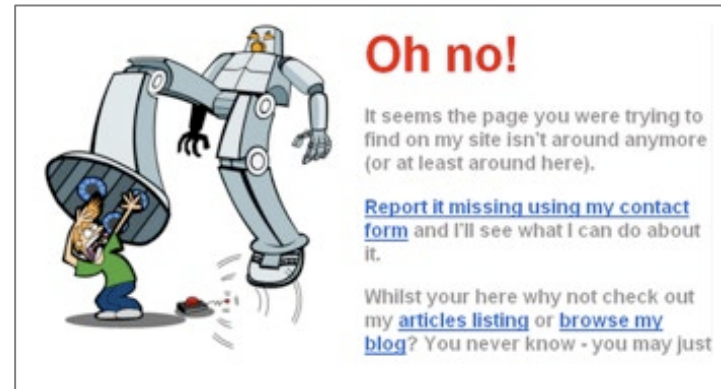 Oh no!
It seems the page you were trying to
find on my site isn't around anymore
(or at least around here).
Report it missing using my contact
form and I'll see what I can do about
it.
Whilst your here why not check out
my articles listing or browse my
blog? You never know - you may just